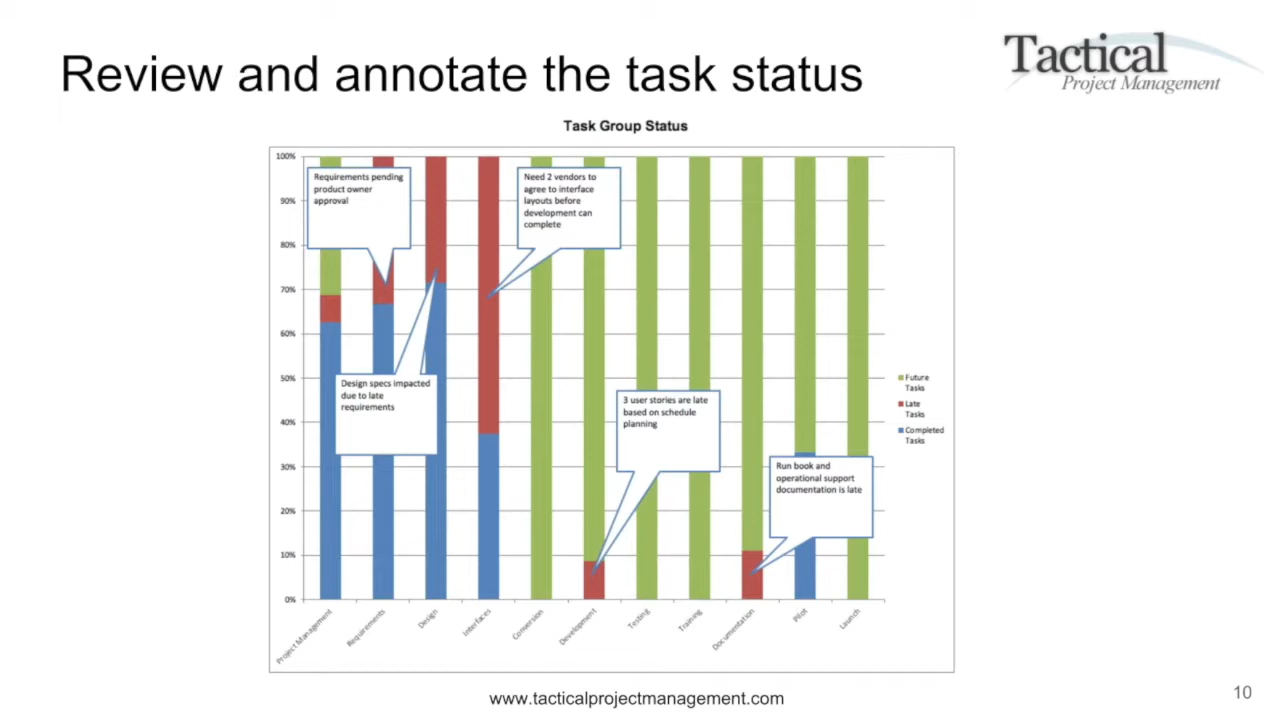 Review and annotate the task status
Tactical
Project Management
Task Group Status
100%
90%
80%
70%
60%
50%
40%
30%
20%
10%
0%
Requirements pending
product owner
approval
Need 2 vendors to
agree to interface
layouts before
development can
complete
Design specs impacted
due to late
requirements
3 user stories are late
based on schedule
planning
Run book and
operational support
documentation is late
Future
Tasks
Late
Tasks
Completed
Tasks
Project Management
Requirements
Design
Interfaces
Conversion
Development
Testing
Training
Documentation
Pilot
Launch
www.tacticalprojectmanagement.com
10